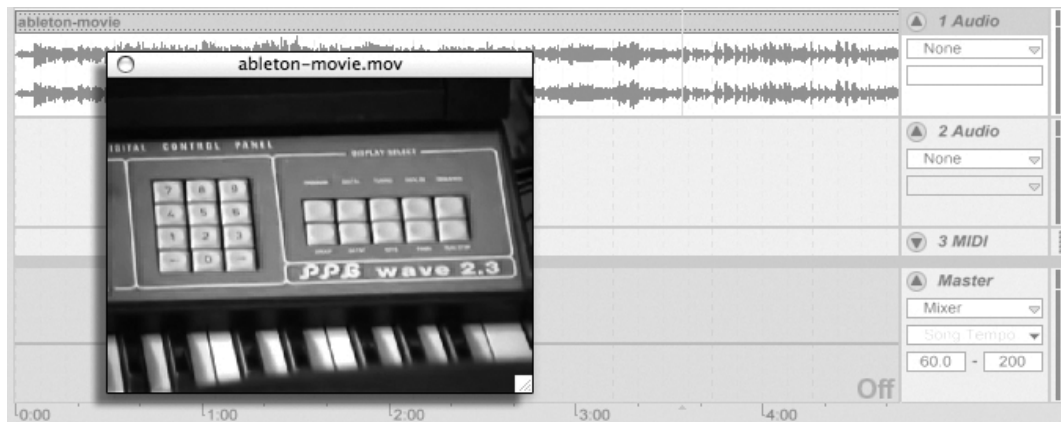 ableton-movie
1 Audio
None
ableton-movie.mov
2 Audio
None
DIGITAL CONTROL PANEL
DISPLAY SELECT
7 8 9
4 5 6
1 2 3
0
PPG wave 2.3
3 MIDI
Master
Mixer
Song Tempo
60.0 - 200
Off
0:00 1:00 2:00 3:00 4:00